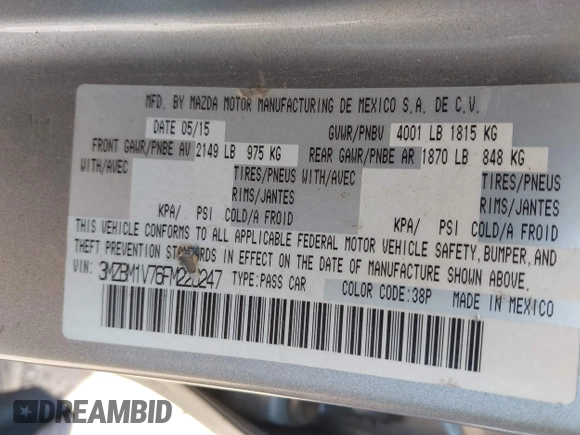 MFD. BY MAZDA MOTOR MANUFACTURING DE MEXICO S.A. DE C.V.
DATE 05/15 GVWR/PNBV 4001 LB 1815 KG
FRONT GAWR/PNBE AV 2149 LB 975 KG REAR GAWR/PNBE AR 1870 LB 848 KG
WITH/AVEC TIRES/PNEUS WITH/AVEC TIRES/PNEUS
RIMS/JANTES RIMS/JANTES
KPA/ PSI COLD/A FROID KPA/ PSI COLD/A FROID
THIS VEHICLE CONFORMS TO ALL APPLICABLE FEDERAL MOTOR VEHICLE SAFETY, BUMPER, AND
THEFT PREVENTION STANDARDS IN EFFECT ON THE DATE OF MANUFACTURE SHOWN ABOVE.
VIN: TYPE:PASS CAR COLOR CODE:38P MADE IN MEXICO
DREAMBID